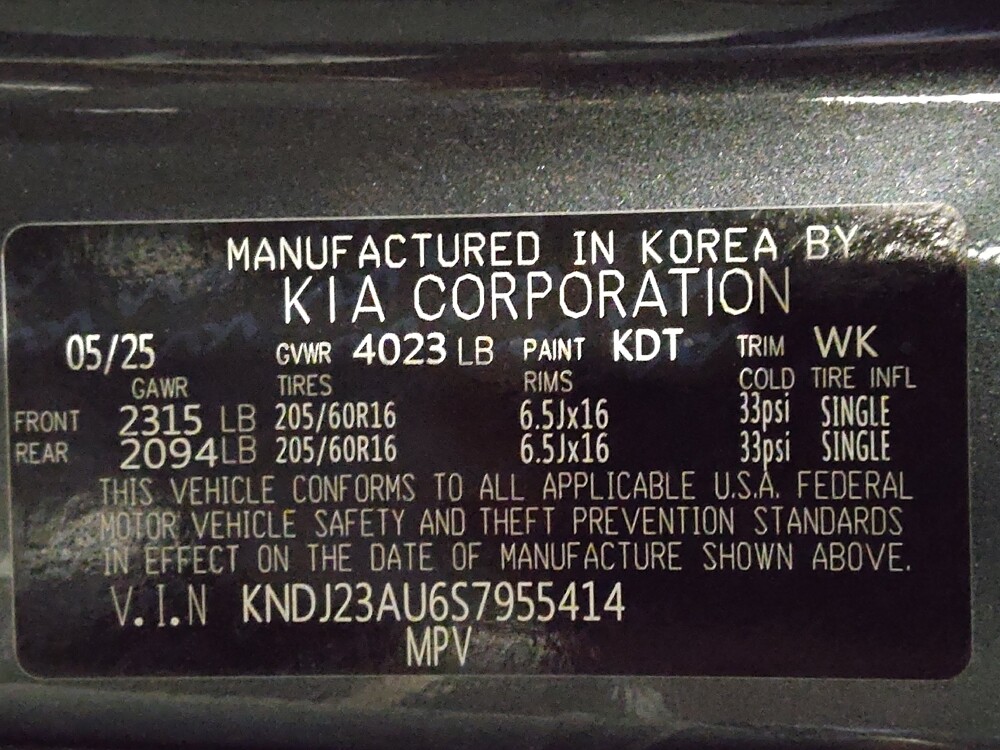 MANUFACTURED IN KOREA BY
KIA CORPORATION
05/25 GVWR 4023 LB PAINT KDT TRIM WK
GAWR TIRES RIMS COLD TIRE INFL
FRONT 2315 LB 205/60R16 6.5Jx16 33psi SINGLE
REAR 2094 LB 205/60R16 6.5Jx16 33psi SINGLE
THIS VEHICLE CONFORMS TO ALL APPLICABLE U.S.A. FEDERAL
MOTOR VEHICLE SAFETY AND THEFT PREVENTION STANDARDS
IN EFFECT ON THE DATE OF MANUFACTURE SHOWN ABOVE.
V.I.N KNDJ23AU6S7955414
MPV